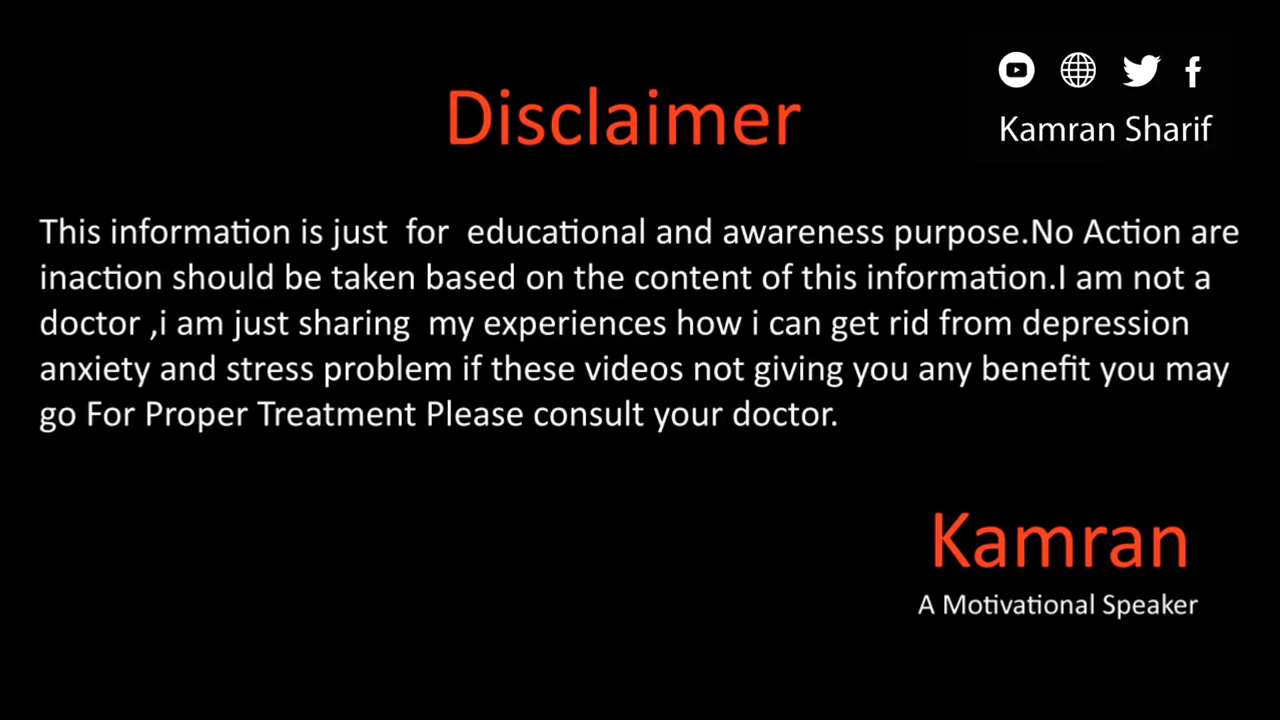 Disclaimer
Kamran Sharif
This information is just for educational and awareness purpose.No Action are
inaction should be taken based on the content of this information.I am not a
doctor ,i am just sharing my experiences how i can get rid from depression
anxiety and stress problem if these videos not giving you any benefit you may
go For Proper Treatment Please consult your doctor.
Kamran
A Motivational Speaker